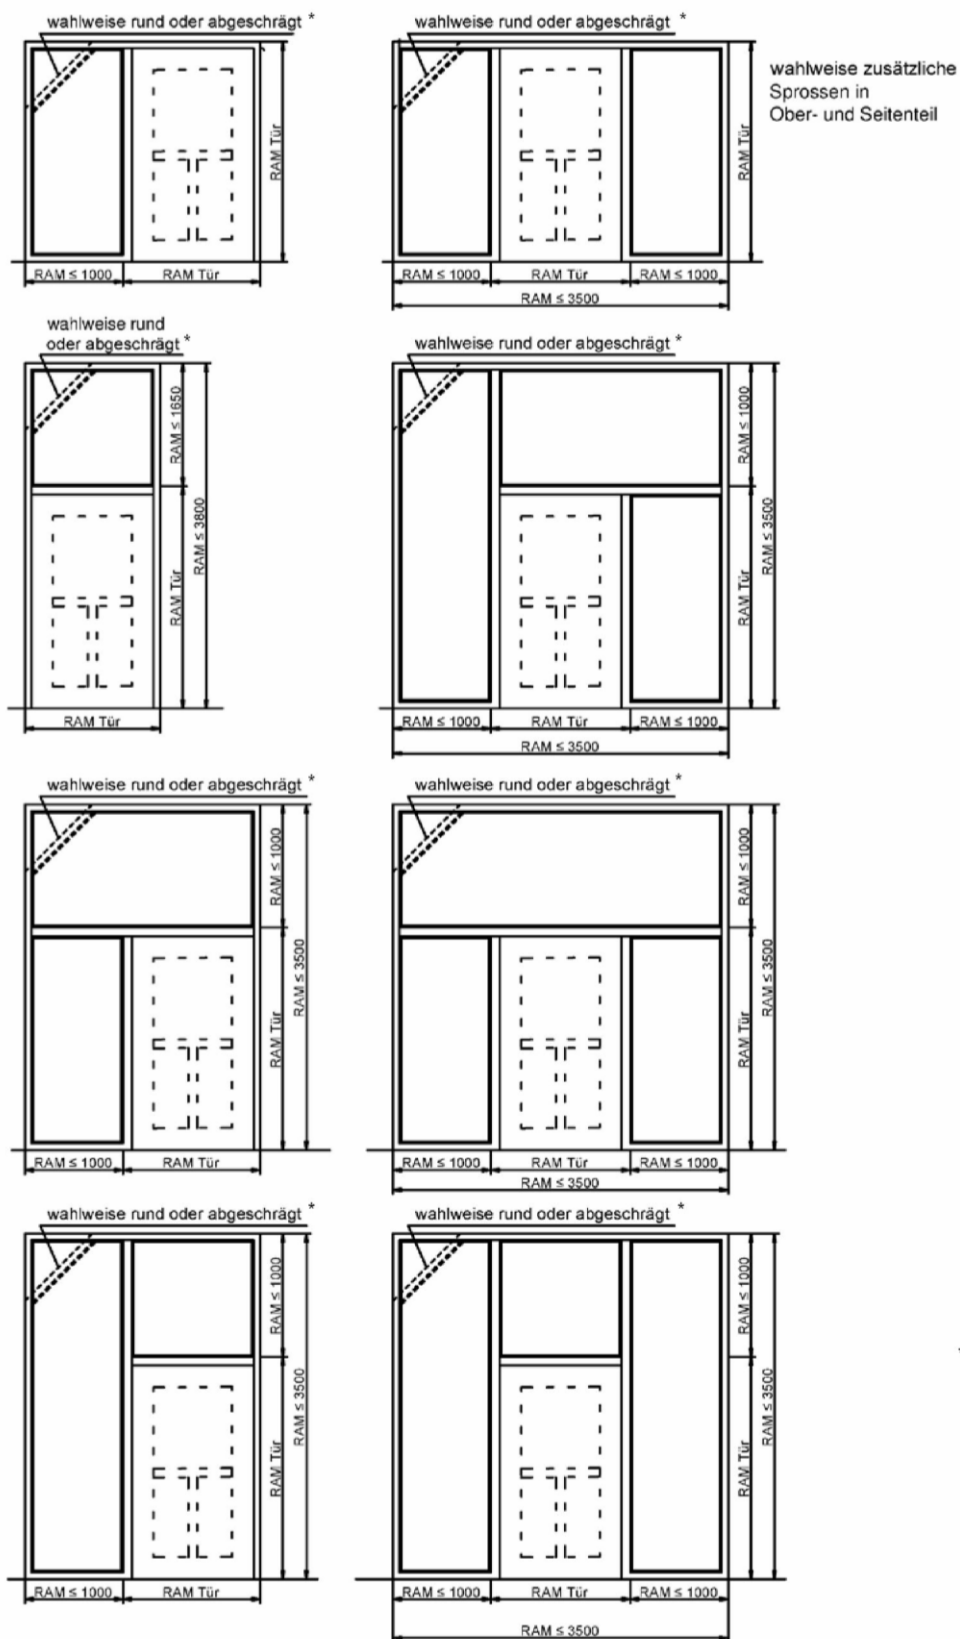 wahlweise rund oder abgeschrägt *
RAM Tür
RAM ≤ 1000
RAM Tür
wahlweise rund oder abgeschrägt *
RAM Tür
RAM ≤ 1000
RAM Tür
RAM ≤ 1000
RAM ≤ 3500
wahlweise zusätzliche
Sprossen in
Ober- und Seitenteil
wahlweise rund
oder abgeschrägt *
RAM ≤ 1650
RAM ≤ 3800
RAM Tür
RAM Tür
wahlweise rund oder abgeschrägt *
RAM ≤ 1000
RAM ≤ 3500
RAM Tür
RAM ≤ 1000
RAM Tür
RAM ≤ 1000
RAM ≤ 3500
wahlweise rund oder abgeschrägt *
RAM ≤ 1000
RAM ≤ 3500
RAM Tür
RAM ≤ 1000
RAM Tür
wahlweise rund oder abgeschrägt *
RAM ≤ 1000
RAM ≤ 3500
RAM Tür
RAM ≤ 1000
RAM Tür
RAM ≤ 1000
RAM ≤ 3500
wahlweise rund oder abgeschrägt *
RAM ≤ 1000
RAM ≤ 3500
RAM Tür
RAM ≤ 1000
RAM Tür
wahlweise rund oder abgeschrägt *
RAM ≤ 1000
RAM ≤ 3500
RAM Tür
RAM ≤ 1000
RAM Tür
RAM ≤ 1000
RAM ≤ 3500